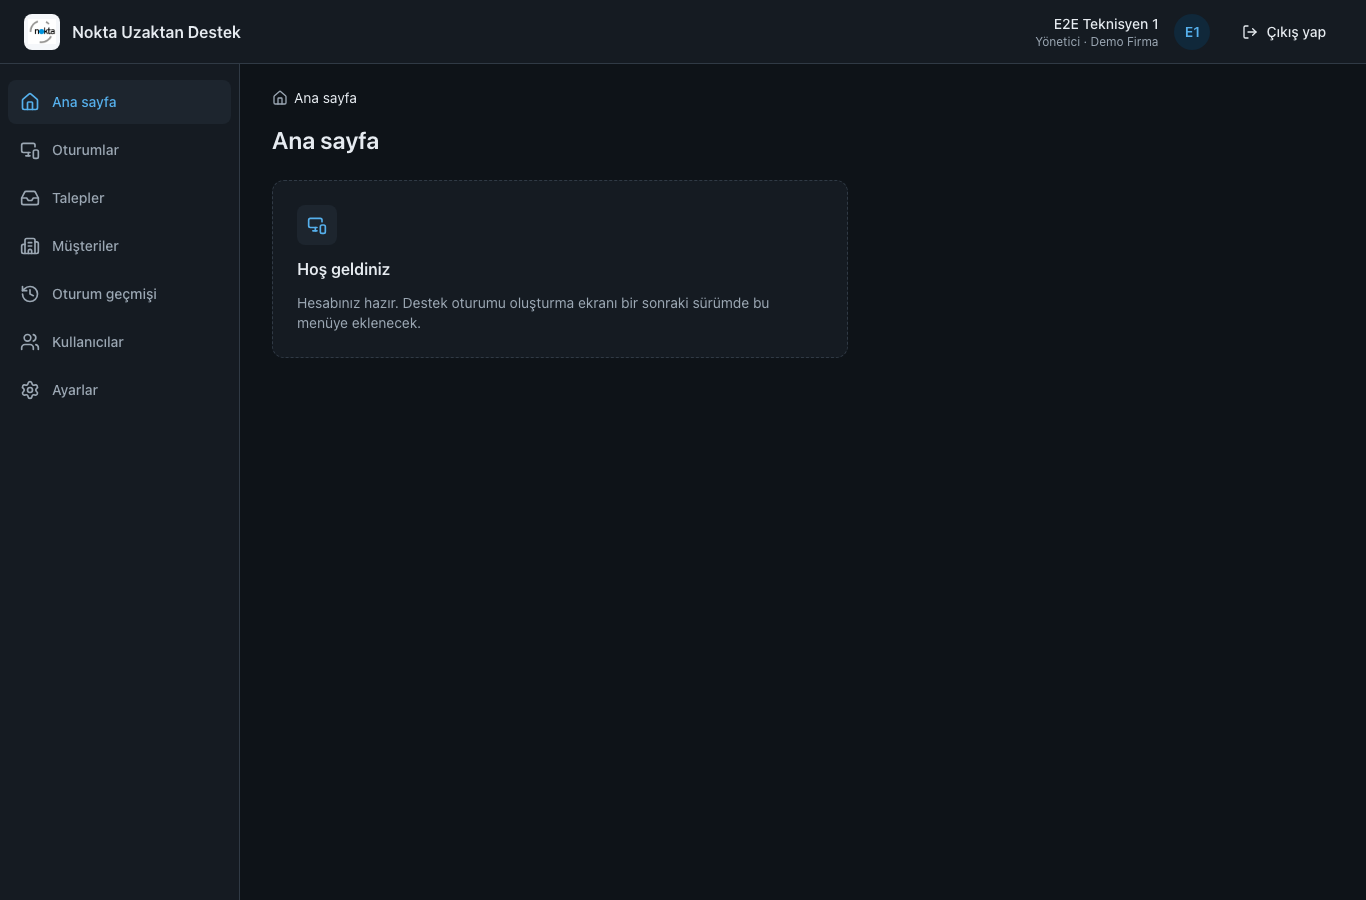 nokta
Nokta Uzaktan Destek
E2E Teknisyen 1
Yönetici · Demo Firma
E1
Çıkış yap
Ana sayfa
Oturumlar
Talepler
Müşteriler
Oturum geçmişi
Kullanıcılar
Ayarlar
Ana sayfa
Ana sayfa
Hoş geldiniz
Hesabınız hazır. Destek oturumu oluşturma ekranı bir sonraki sürümde bu
menüye eklenecek.